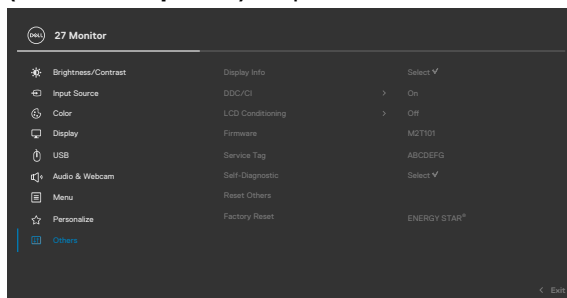 DELL 27 Monitor
Brightness/Contrast Display Info Select ✓
Input Source DDC/CI > On
Color LCD Conditioning > Off
Display Firmware M2T101
USB Service Tag ABCDEFG
Audio & Webcam Self-Diagnostic Select ✓
Menu Reset Others
Personalize Factory Reset ENERGY STAR®
Others
< Exit